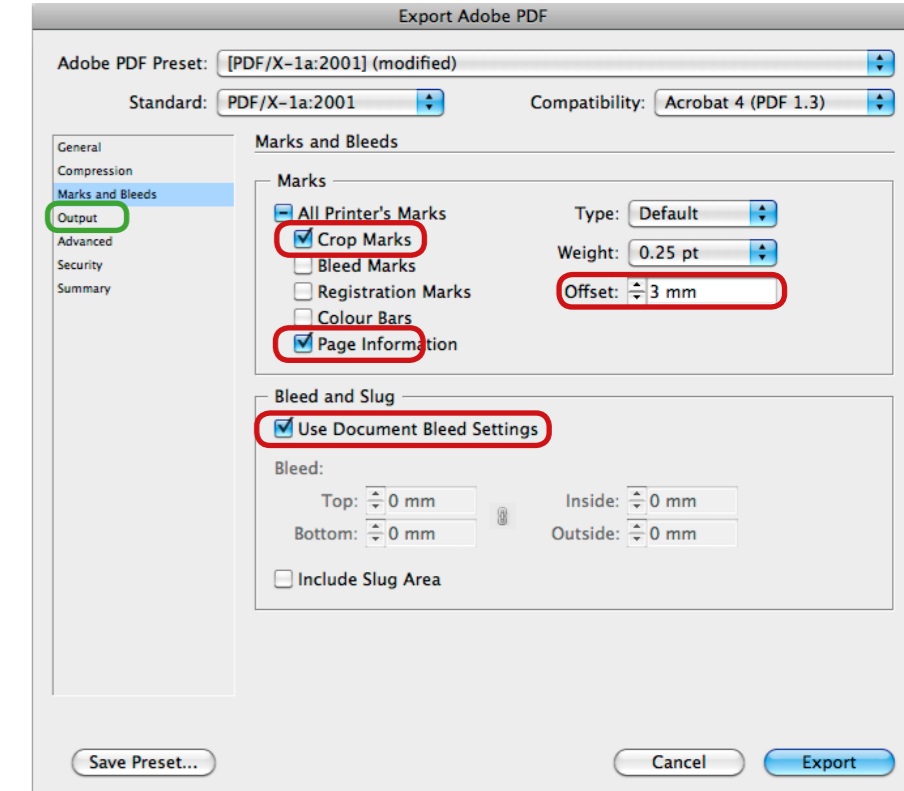 Export Adobe PDF
Adobe PDF Preset: [PDF/X-1a:2001] (modified)
Standard: PDF/X-1a:2001 Compatibility: Acrobat 4 (PDF 1.3)
General
Compression
Marks and Bleeds
Output
Advanced
Security
Summary
Marks and Bleeds
Marks
All Printer's Marks
Crop Marks
Bleed Marks
Registration Marks
Colour Bars
Page Information
Type: Default
Weight: 0.25 pt
Offset: 3 mm
Bleed and Slug
Use Document Bleed Settings
Bleed:
Top: 0 mm Inside: 0 mm
Bottom: 0 mm Outside: 0 mm
Include Slug Area
Save Preset... Cancel Export